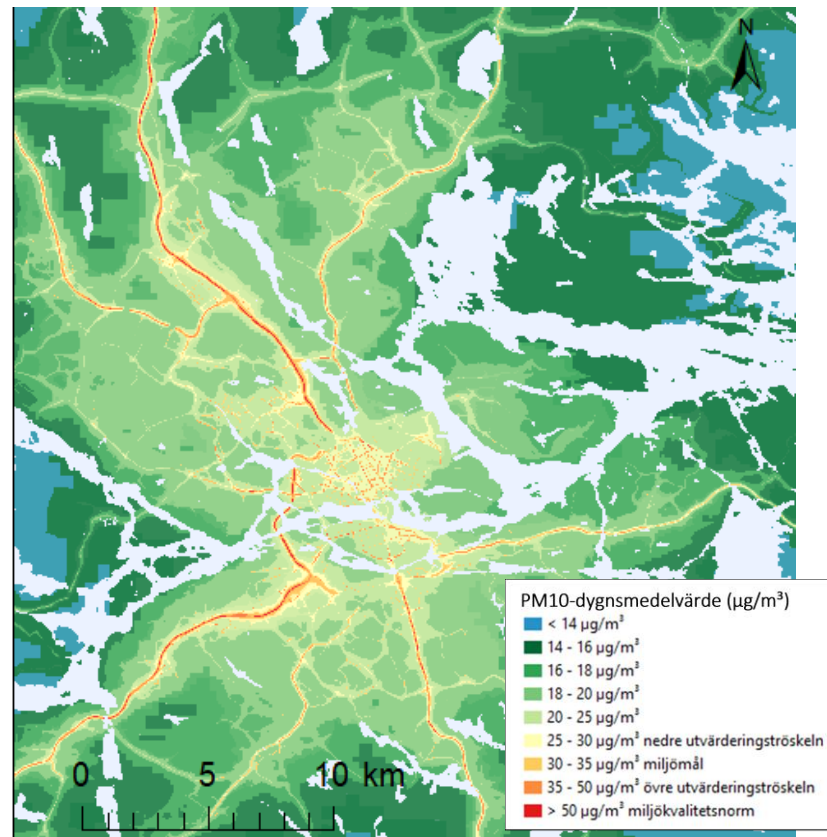 N
PM10-dygnsmedelvärde (µg/m³)
< 14 µg/m³
14 - 16 µg/m³
16 - 18 µg/m³
18 - 20 µg/m³
20 - 25 µg/m³
25 - 30 µg/m³ nedre utvärderingströskeln
30 - 35 µg/m³ miljömål
35 - 50 µg/m³ övre utvärderingströskeln
> 50 µg/m³ miljökvalitetsnorm
0 5 10 km